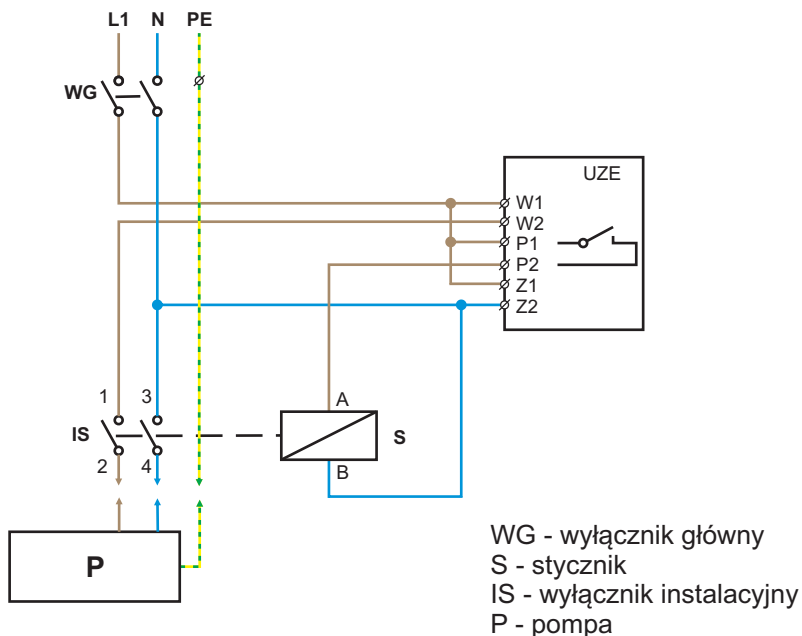 L1 N PE
WG
UZE
W1
W2
P1
P2
Z1
Z2
1 3
A
IS
S
2 4
B
P
WG - wyłącznik główny
S - stycznik
IS - wyłącznik instalacyjny
P - pompa